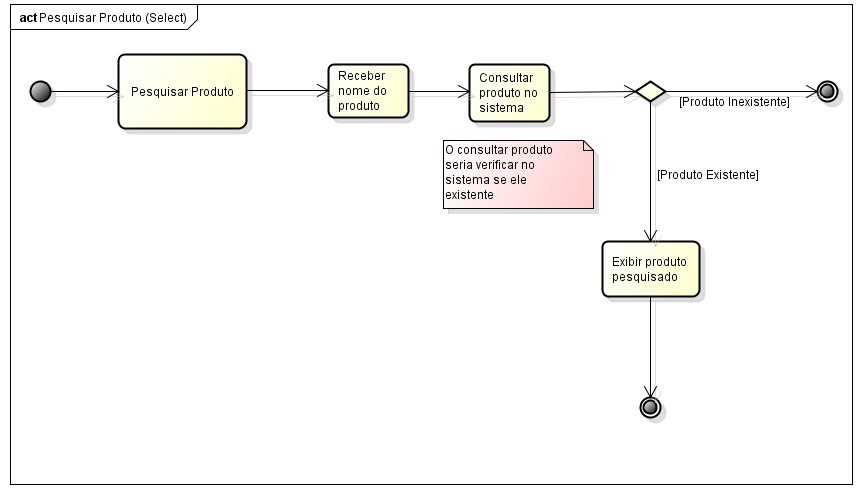 act Pesquisar Produto (Select)
Pesquisar Produto
Receber
nome do
produto
Consultar
produto no
sistema
[Produto Inexistente]
O consultar produto
seria verificar no
sistema se ele
existente
[Produto Existente]
Exibir produto
pesquisado